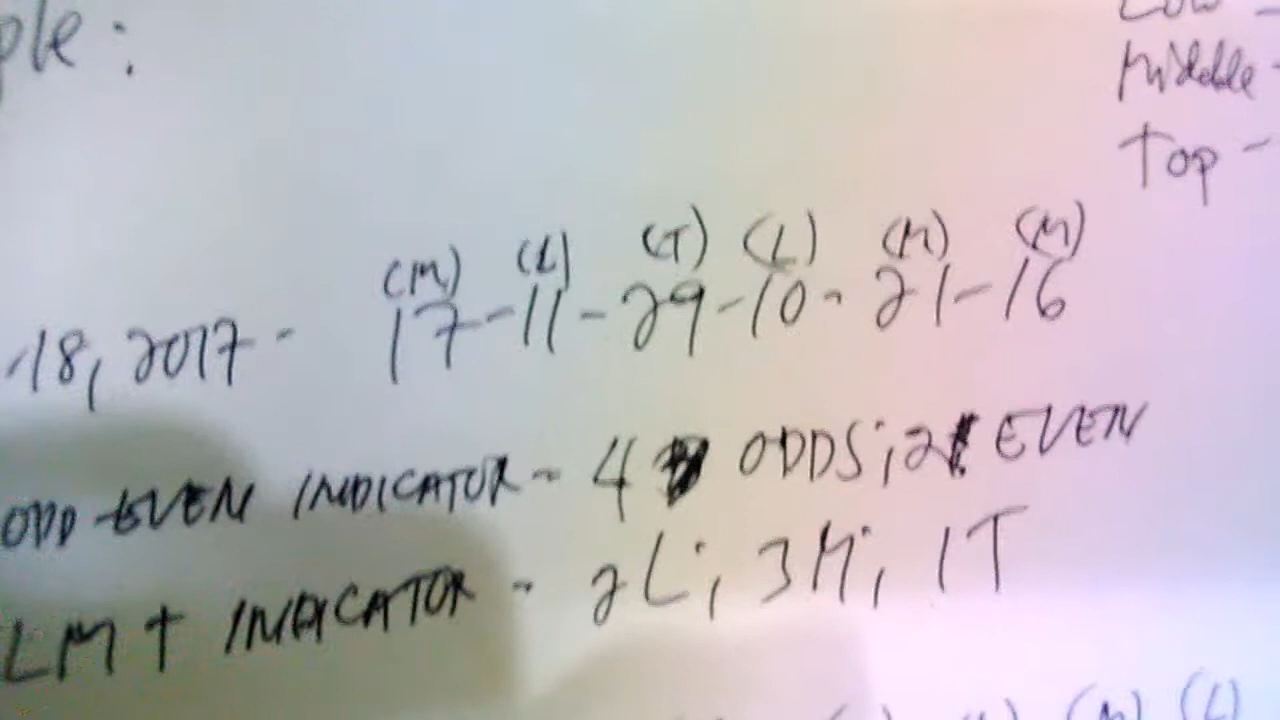 ple:
Low -
Middle -
Top -
(M) (L) (T) (L) (M) (M)
-18, 2017 - 17-11-29-10-21-16
ODD-EVEN INDICATOR - 4 ODDS; 2 EVEN
LMT INDICATOR - 2L; 3M; 1T
(M) (L)